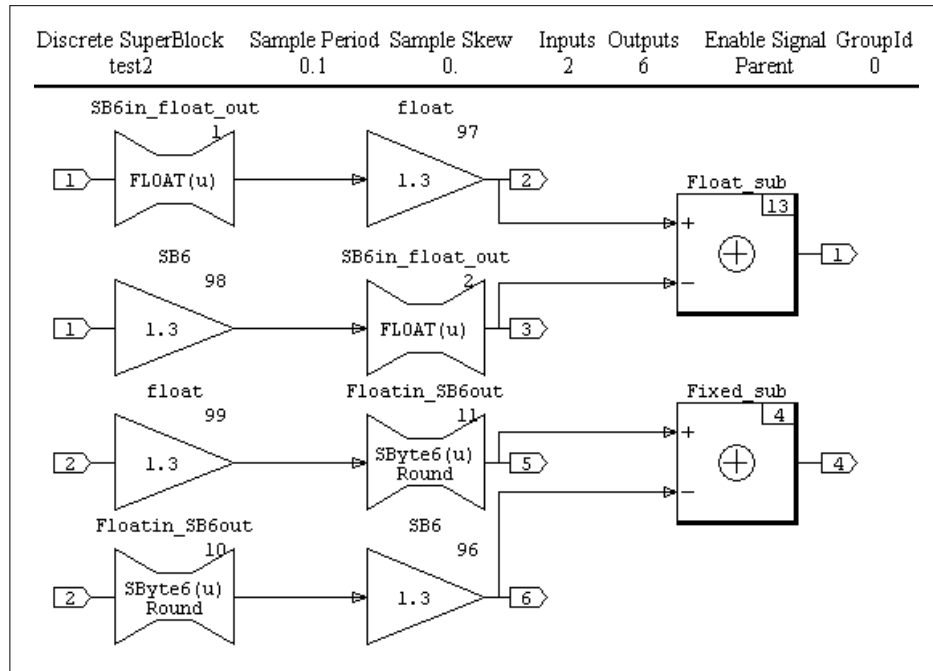 Discrete SuperBlock Sample Period Sample Skew Inputs Outputs Enable Signal GroupId
test2 0.1 0. 2 6 Parent 0
SB6in_float_out float
1 97
1 FLOAT(u) 1.3 2
Float_sub
13
+
−
1
SB6 SB6in_float_out
98 2
1 1.3 FLOAT(u) 3
float Floatin_SB6out Fixed_sub
99 11 4
2 1.3 SByte6(u)
Round 5
+
−
4
Floatin_SB6out SB6
10 96
2 SByte6(u)
Round 1.3 6